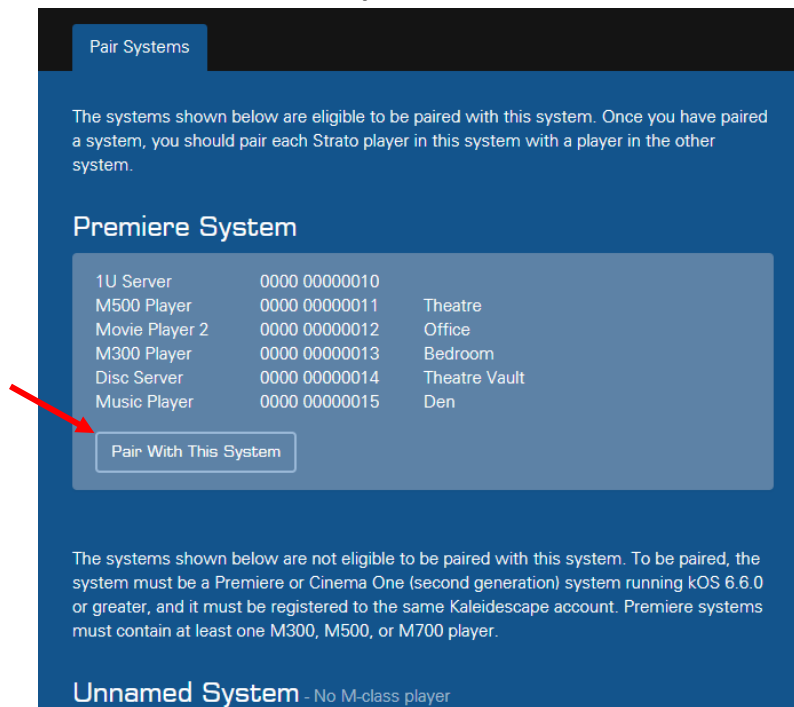 Pair Systems
The systems shown below are eligible to be paired with this system. Once you have paired
a system, you should pair each Strato player in this system with a player in the other
system.
Premiere System
1U Server 0000 00000010
M500 Player 0000 00000011 Theatre
Movie Player 2 0000 00000012 Office
M300 Player 0000 00000013 Bedroom
Disc Server 0000 00000014 Theatre Vault
Music Player 0000 00000015 Den
Pair With This System
The systems shown below are not eligible to be paired with this system. To be paired, the
system must be a Premiere or Cinema One (second generation) system running kOS 6.6.0
or greater, and it must be registered to the same Kaleidescape account. Premiere systems
must contain at least one M300, M500, or M700 player.
Unnamed System - No M-class player